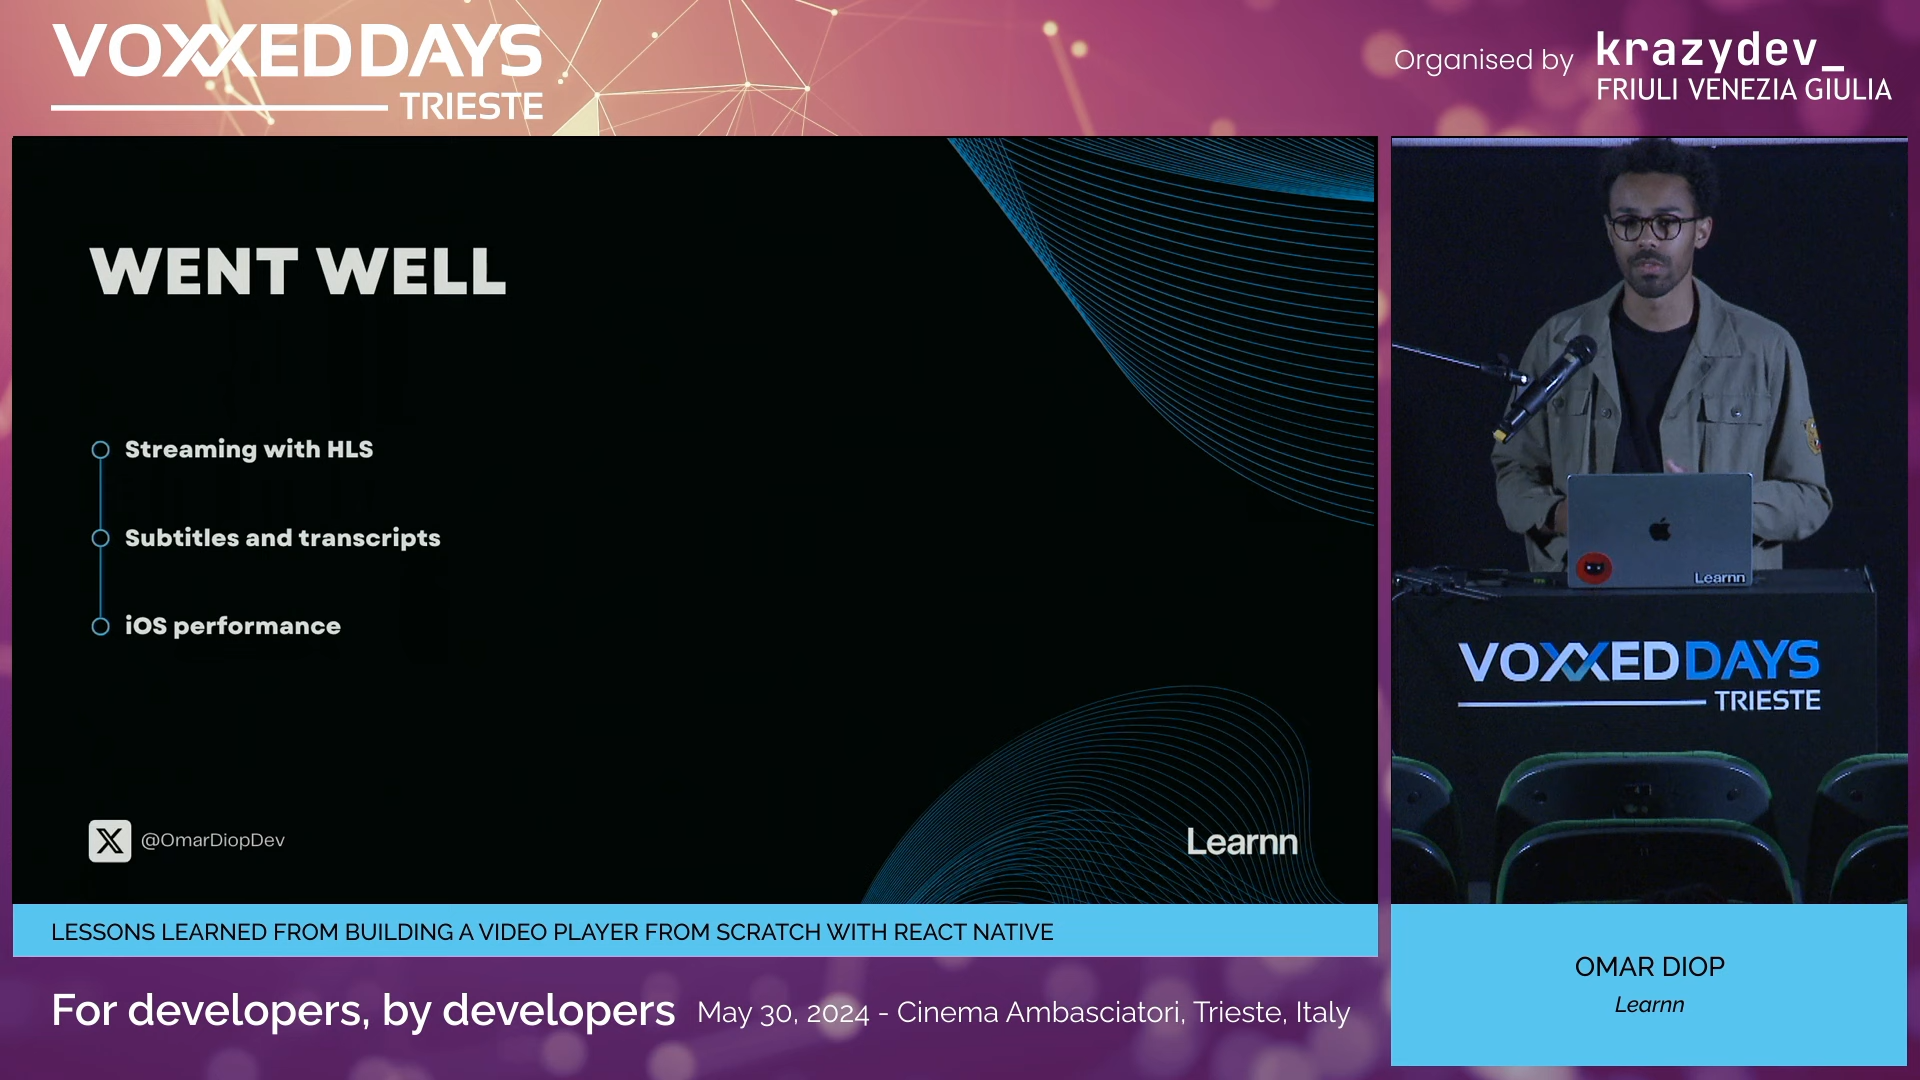 VOXXEDDAYS
TRIESTE
Organised by
krazydev_
FRIULI VENEZIA GIULIA
WENT WELL
Streaming with HLS
Subtitles and transcripts
iOS performance
@OmarDiopDev
Learnn
Learnn
VOXXEDDAYS
TRIESTE
LESSONS LEARNED FROM BUILDING A VIDEO PLAYER FROM SCRATCH WITH REACT NATIVE
OMAR DIOP
Learnn
For developers, by developers May 30, 2024 - Cinema Ambasciatori, Trieste, Italy